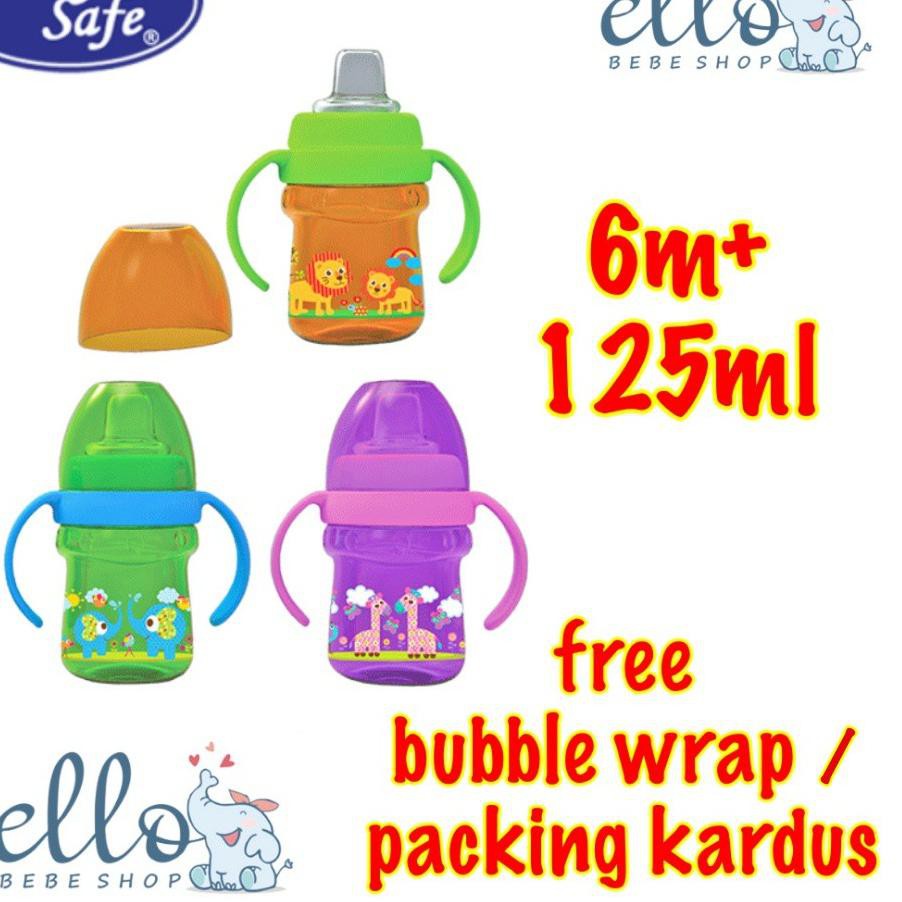 Safe®
ello
BEBE SHOP
6m+
125ml
free
bubble wrap /
packing kardus
ello
BEBE SHOP